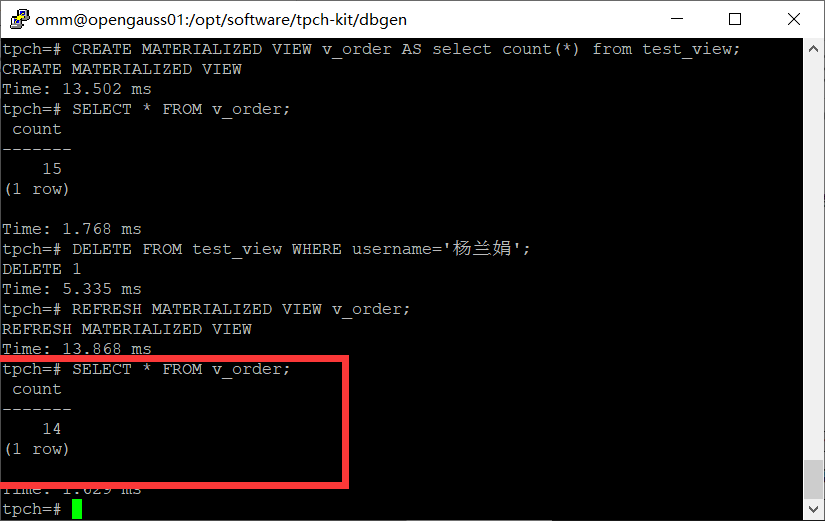 omm@opengauss01:/opt/software/tpch-kit/dbgen
tpch=# CREATE MATERIALIZED VIEW v_order AS select count(*) from test_view;
CREATE MATERIALIZED VIEW
Time: 13.502 ms
tpch=# SELECT * FROM v_order;
count
-------
15
(1 row)
Time: 1.768 ms
tpch=# DELETE FROM test_view WHERE username='杨兰娟';
DELETE 1
Time: 5.335 ms
tpch=# REFRESH MATERIALIZED VIEW v_order;
REFRESH MATERIALIZED VIEW
Time: 13.868 ms
tpch=# SELECT * FROM v_order;
count
-------
14
(1 row)
Time: 1.629 ms
tpch=#